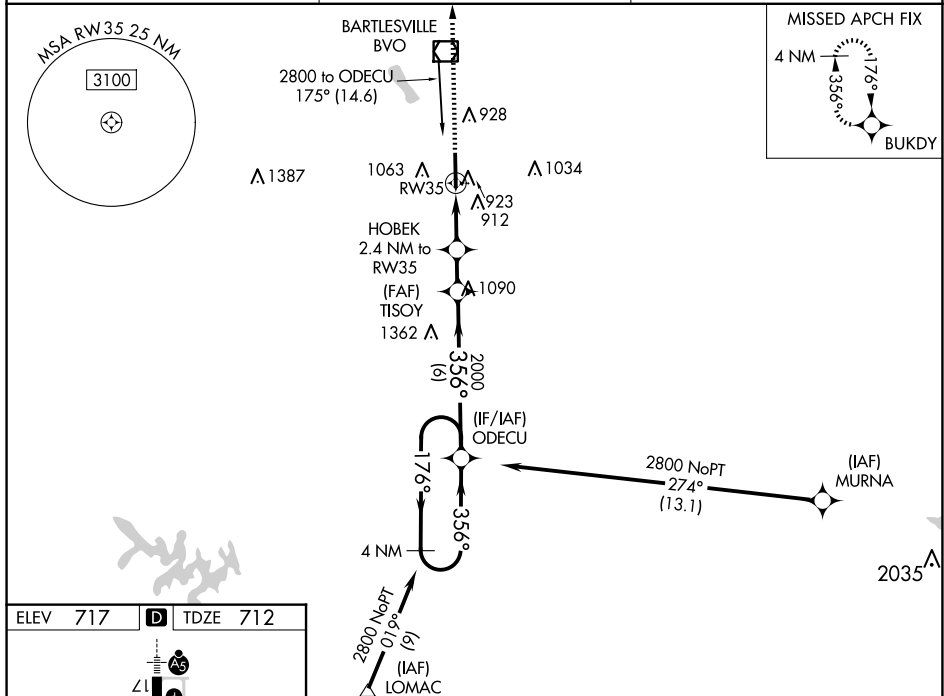 MSA RW35 25 NM
3100
BARTLESVILLE
BVO
2800 to ODECU
175° (14.6)
MISSED APCH FIX
4 NM
356°
176°
BUKDY
928
1387
1063
1034
RW35
923
912
HOBEK
2.4 NM to
RW35
(FAF)
TISOY
1090
1362
2000
356°
(6)
(IF/IAF)
ODECU
176°
356°
4 NM
2800 NoPT
274°
(13.1)
(IAF)
MURNA
2035
2800 NoPT
019°
(9)
(IAF)
LOMAC
ELEV 717 D TDZE 712
A5
17